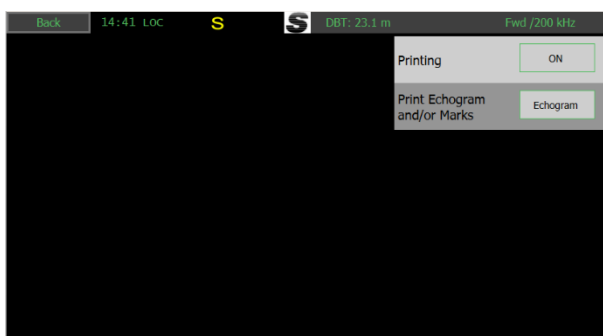 Back 14:41 LOC S S DBT: 23.1 m Fwd /200 kHz
Printing ON
Print Echogram Echogram
and/or Marks